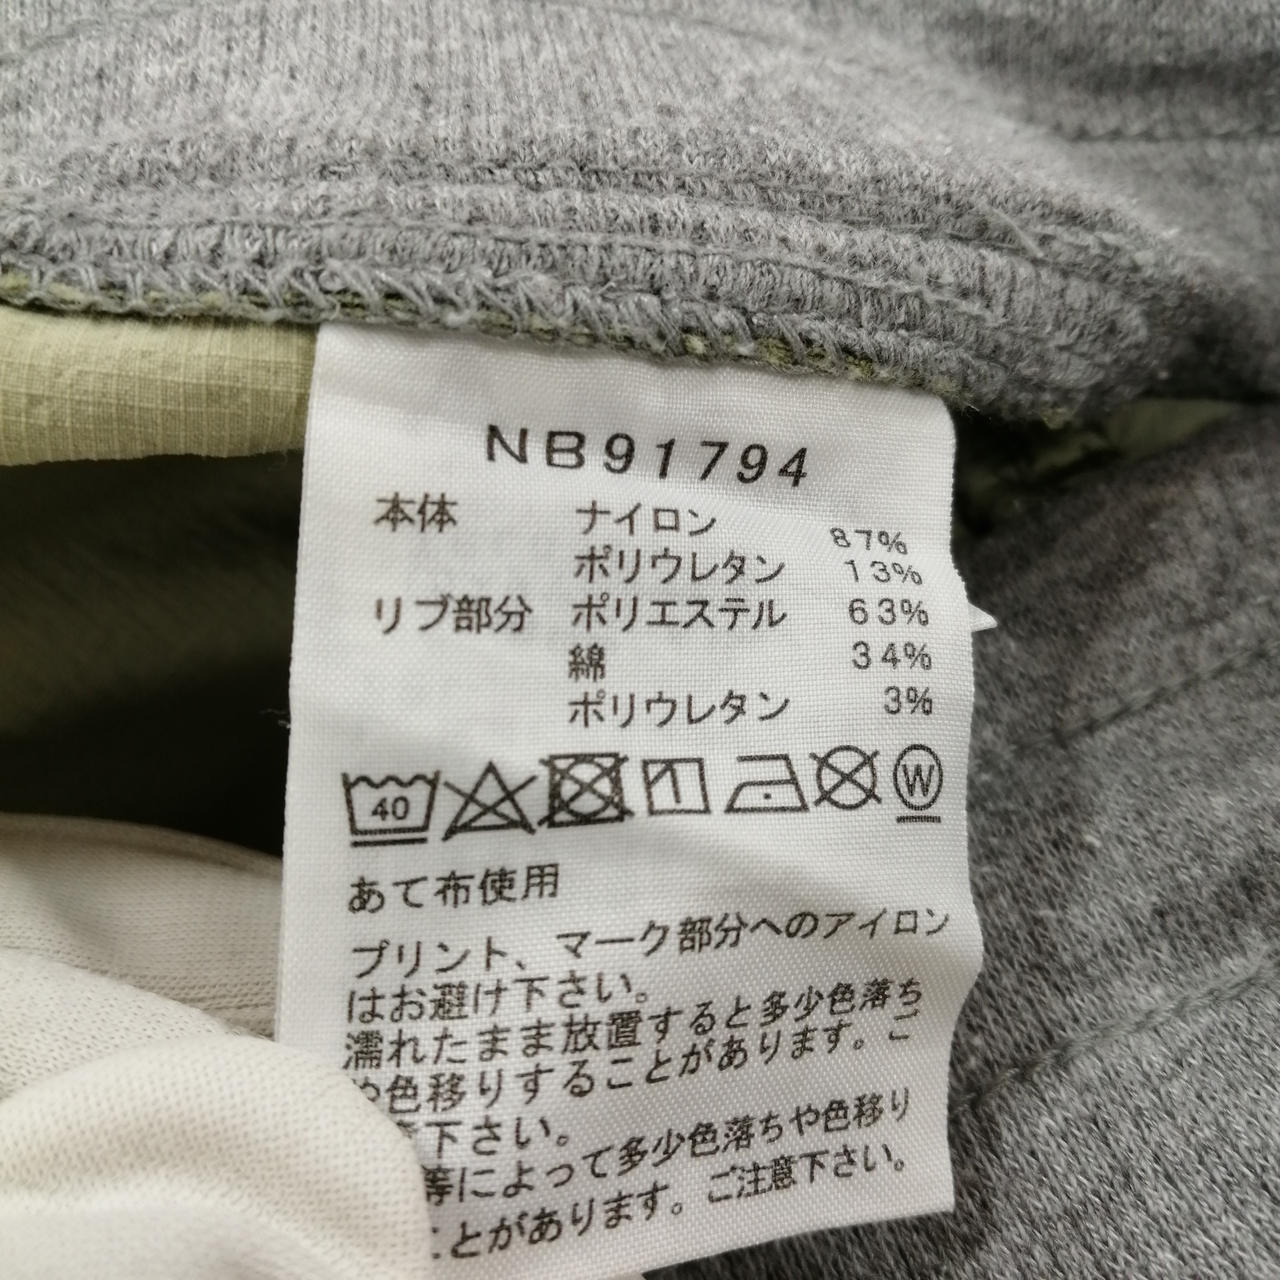 NB91794
本体 ナイロン 87%
ポリウレタン 13%
リブ部分 ポリエステル 63%
綿 34%
ポリウレタン 3%
40 W
あて布使用
プリント、マーク部分へのアイロン
はお避け下さい。
濡れたまま放置すると多少色落ち
や色移りすることがあります。ご
下さい。
等によって多少色落ちや色移り
ことがあります。ご注意下さい。